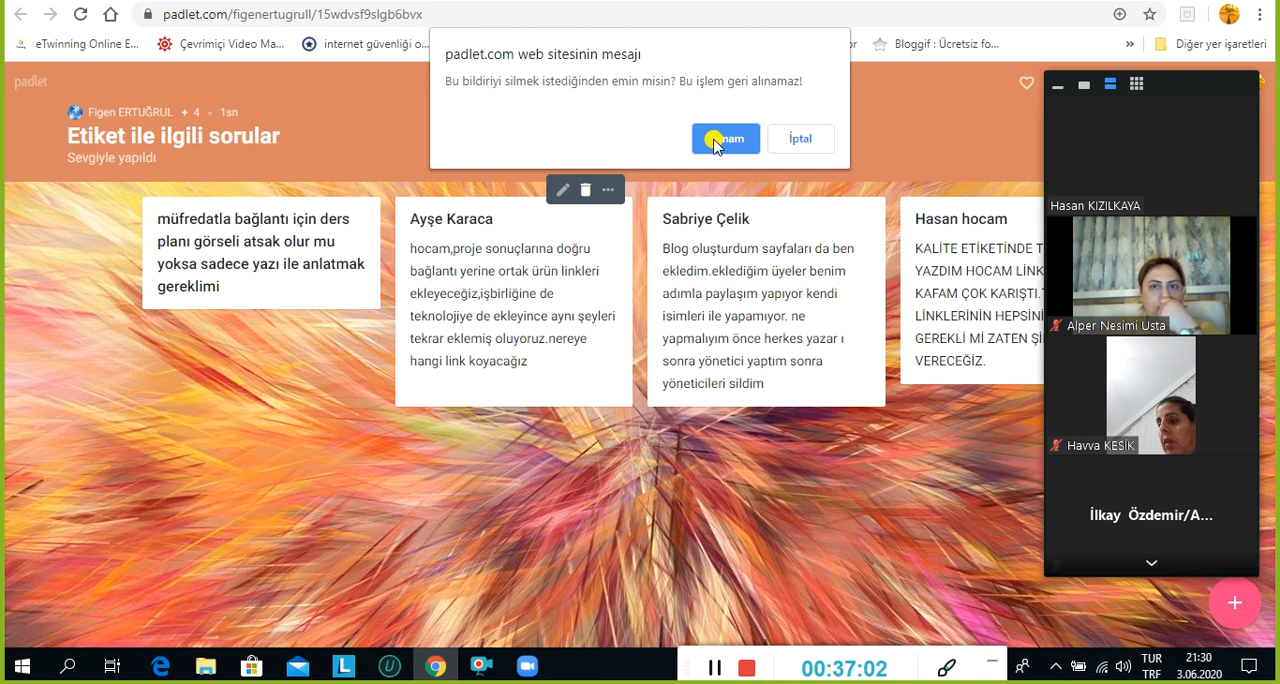 padlet.com/figenertugrull/15wdvsf9slgb6bvx
eTwinning Online E...
Çevrimiçi Video Ma...
internet güvenliği o...
Bloggif : Ücretsiz fo...
»
Diğer yer işaretleri
padlet.com web sitesinin mesajı
Bu bildiriyi silmek istediğinden emin misin? Bu işlem geri alınamaz!
İptal
padlet
Figen ERTUĞRUL + 4 • 1sn
Etiket ile ilgili sorular
Sevgiyle yapıldı
müfredatla bağlantı için ders
planı görseli atsak olur mu
yoksa sadece yazı ile anlatmak
gereklimi
Ayşe Karaca
hocam,proje sonuçlarına doğru
bağlantı yerine ortak ürün linkleri
ekleyeceğiz,işbirliğine de
teknolojiye de ekleyince aynı şeyleri
tekrar eklemiş oluyoruz.nereye
hangi link koyacağız
Sabriye Çelik
Blog oluşturdum sayfaları da ben
ekledim.eklediğim üyeler benim
adımla paylaşım yapıyor kendi
isimleri ile yapamıyor. ne
yapmalıyım önce herkes yazar ı
sonra yönetici yaptım sonra
yöneticileri sildim
Hasan hocam
KALİTE ETİKETİNDE T
YAZDIM HOCAM LİNK
KAFAM ÇOK KARIŞTI.
LİNKLERİNİN HEPSİNİ
GEREKLİ Mİ ZATEN Şİ
VERECEĞİZ.
Hasan KIZILKAYA
Alper Nesimi Usta
Havva KESİK
İlkay Özdemir/A...
00:37:02
TUR
TRF
21:30
3.06.2020